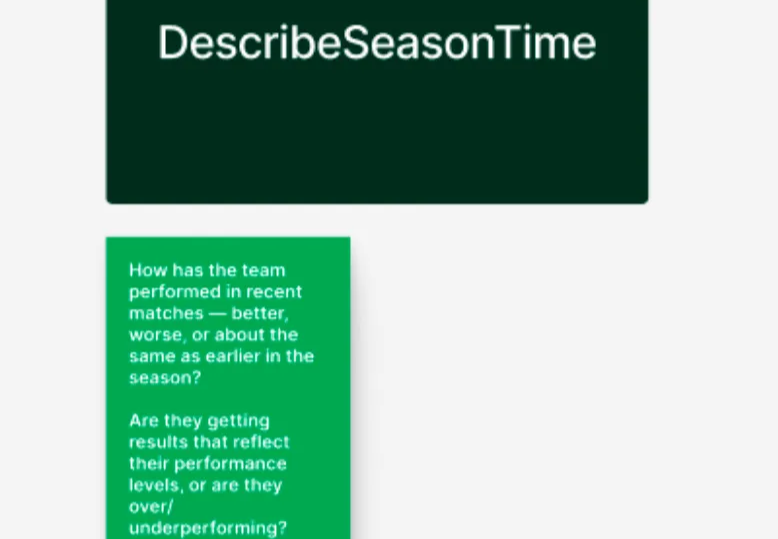 DescribeSeasonTime
How has the team
performed in recent
matches — better,
worse, or about the
same as earlier in the
season?
Are they getting
results that reflect
their performance
levels, or are they
over/
underperforming?